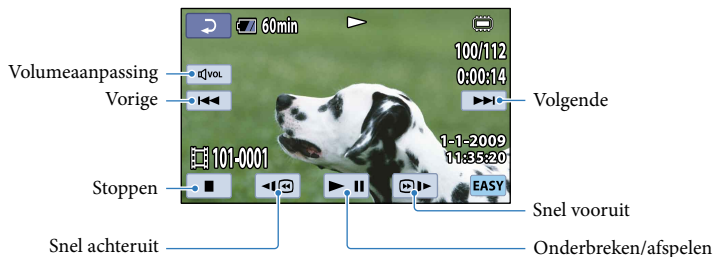 60min
100/112
0:00:14
VOL
Volumeaanpassing
Vorige
Volgende
1-1-2009
11:35:20
101-0001
Stoppen
EASY
Snel vooruit
Snel achteruit
Onderbreken/afspelen